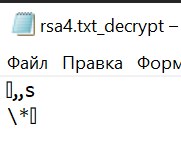 rsa4.txt_decrypt –
Файл Правка Форм
▯,,s
\*▯